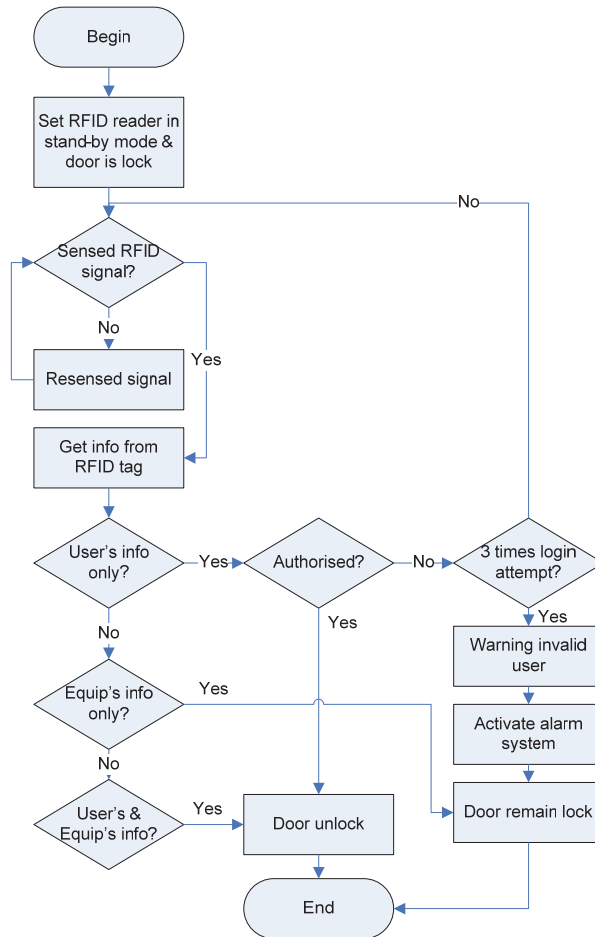 Begin
Set RFID reader in
stand-by mode &
door is lock
No
Sensed RFID
signal?
No
Yes
Resensed signal
Get info from
RFID tag
User's info
only?
Yes
Authorised?
No
3 times login
attempt?
No
Yes
Yes
Warning invalid
user
Equip's info
only?
Yes
Activate alarm
system
No
User's &
Equip's info?
Yes
Door unlock
Door remain lock
End